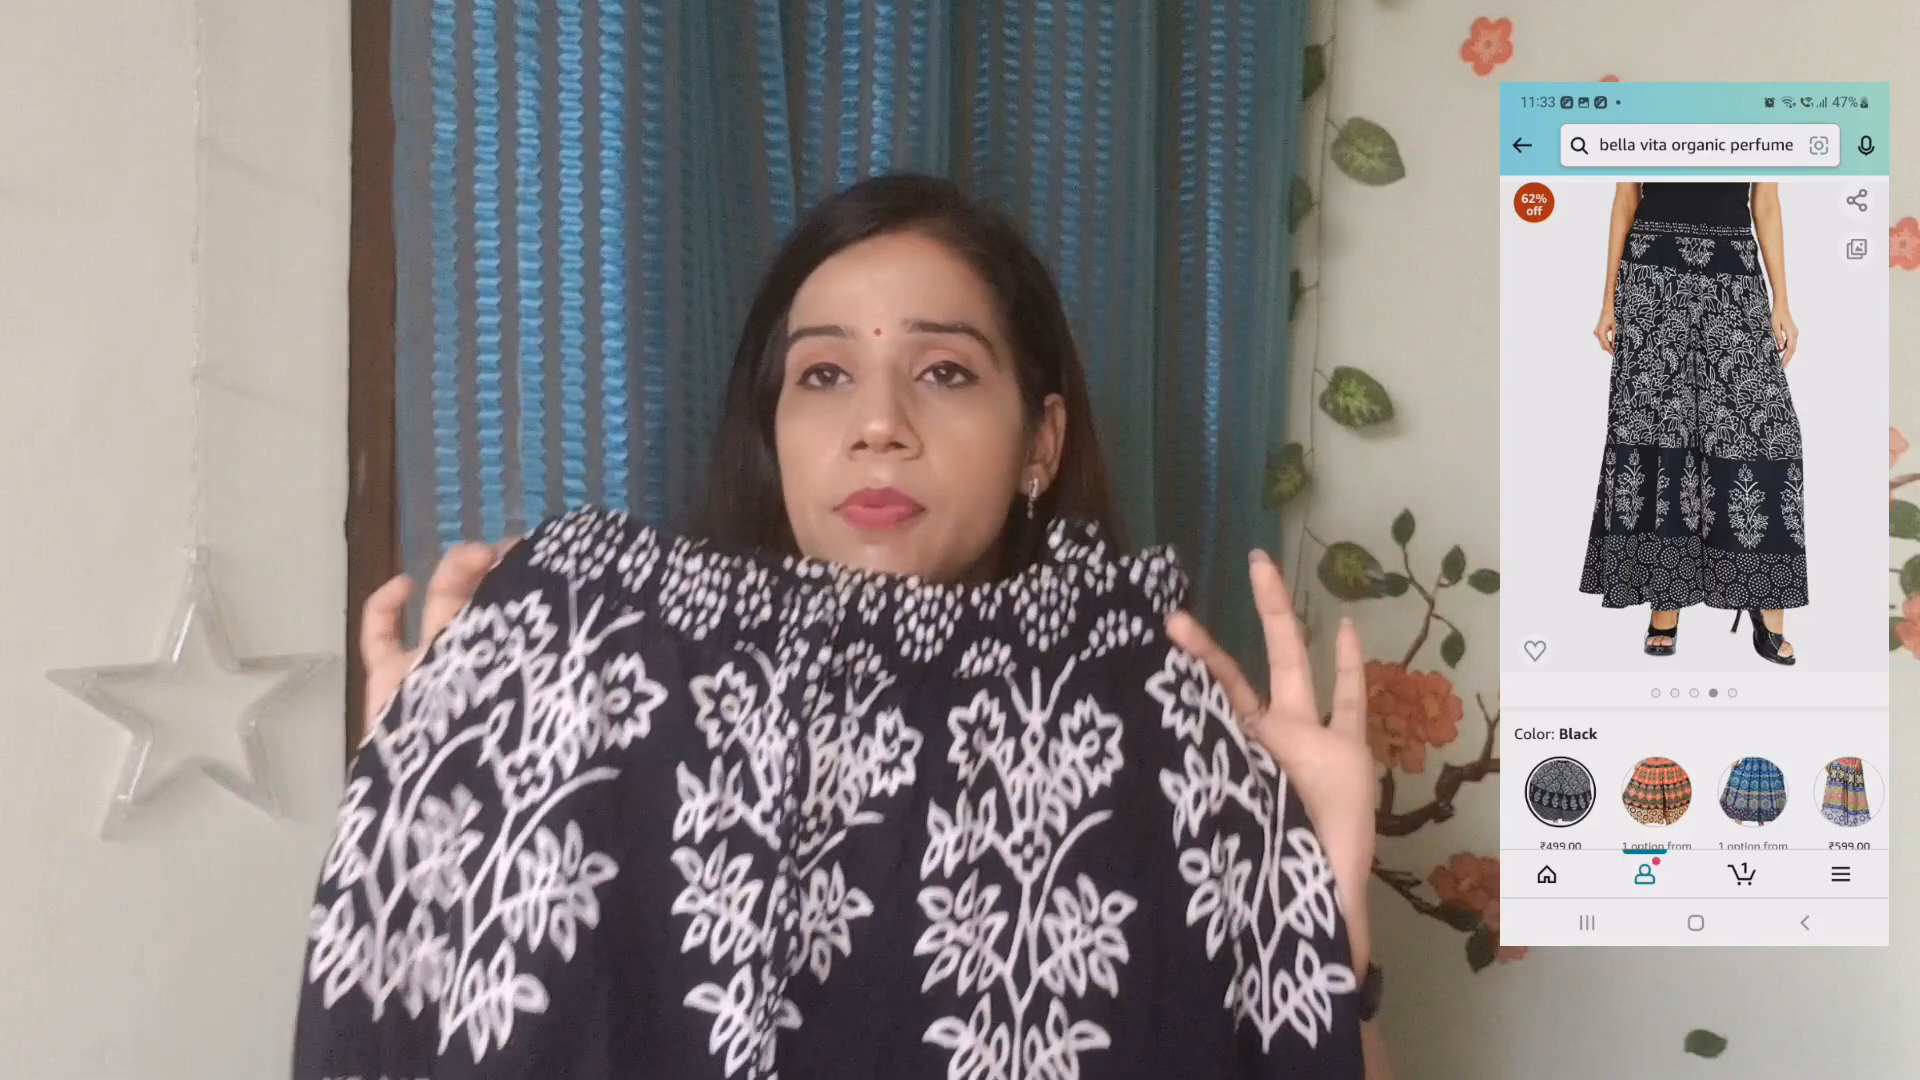 11:33
47%
bella vita organic perfume
62%
off
Color: Black
₹499.00
1 option from
1 option from
₹599.00
1